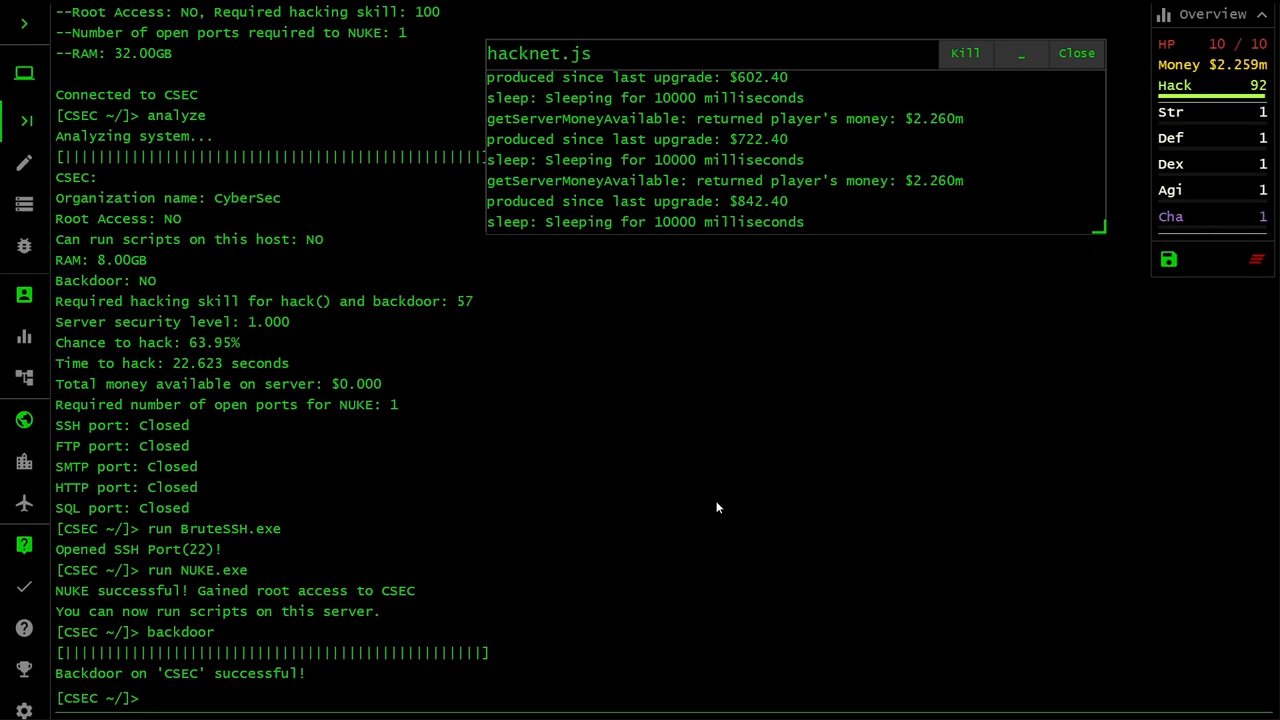 --Root Access: NO, Required hacking skill: 100
--Number of open ports required to NUKE: 1
--RAM: 32.00GB
Connected to CSEC
[CSEC ~/]> analyze
Analyzing system...
[||||||||||||||||||||||||||||||||||||||||||||||||||]
CSEC:
Organization name: CyberSec
Root Access: NO
Can run scripts on this host: NO
RAM: 8.00GB
Backdoor: NO
Required hacking skill for hack() and backdoor: 57
Server security level: 1.000
Chance to hack: 63.95%
Time to hack: 22.623 seconds
Total money available on server: $0.000
Required number of open ports for NUKE: 1
SSH port: Closed
FTP port: Closed
SMTP port: Closed
HTTP port: Closed
SQL port: Closed
[CSEC ~/]> run BruteSSH.exe
Opened SSH Port(22)!
[CSEC ~/]> run NUKE.exe
NUKE successful! Gained root access to CSEC
You can now run scripts on this server.
[CSEC ~/]> backdoor
[||||||||||||||||||||||||||||||||||||||||||||||||||]
Backdoor on 'CSEC' successful!
[CSEC ~/]>
hacknet.js Kill _ Close
produced since last upgrade: $602.40
sleep: Sleeping for 10000 milliseconds
getServerMoneyAvailable: returned player's money: $2.260m
produced since last upgrade: $722.40
sleep: Sleeping for 10000 milliseconds
getServerMoneyAvailable: returned player's money: $2.260m
produced since last upgrade: $842.40
sleep: Sleeping for 10000 milliseconds
Overview
HP 10 / 10
Money $2.259m
Hack 92
Str 1
Def 1
Dex 1
Agi 1
Cha 1